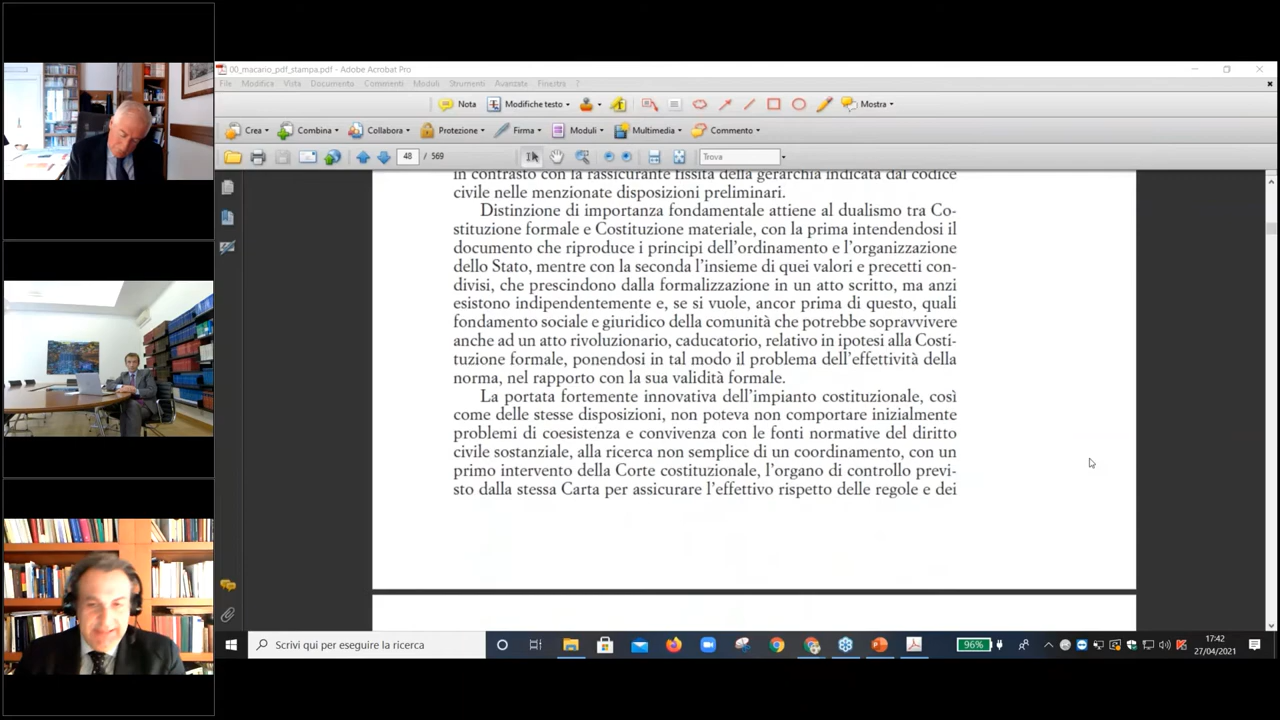 00_macario_pdf_stampa.pdf - Adobe Acrobat Pro
File Modifica Vista Documento Commenti Moduli Strumenti Avanzate Finestra ?
Nota Modifiche testo Mostra
Crea Combina Collabora Protezione Firma Moduli Multimedia Commento
48 / 569 Trova
in contrasto con la rassicurante fissità della gerarchia indicata dal codice
civile nelle menzionate disposizioni preliminari.
Distinzione di importanza fondamentale attiene al dualismo tra Co-
stituzione formale e Costituzione materiale, con la prima intendendosi il
documento che riproduce i principi dell'ordinamento e l'organizzazione
dello Stato, mentre con la seconda l'insieme di quei valori e precetti con-
divisi, che prescindono dalla formalizzazione in un atto scritto, ma anzi
esistono indipendentemente e, se si vuole, ancor prima di questo, quali
fondamento sociale e giuridico della comunità che potrebbe sopravvivere
anche ad un atto rivoluzionario, caducatorio, relativo in ipotesi alla Costi-
tuzione formale, ponendosi in tal modo il problema dell'effettività della
norma, nel rapporto con la sua validità formale.
La portata fortemente innovativa dell'impianto costituzionale, così
come delle stesse disposizioni, non poteva non comportare inizialmente
problemi di coesistenza e convivenza con le fonti normative del diritto
civile sostanziale, alla ricerca non semplice di un coordinamento, con un
primo intervento della Corte costituzionale, l'organo di controllo previ-
sto dalla stessa Carta per assicurare l'effettivo rispetto delle regole e dei
Scrivi qui per eseguire la ricerca
96%
17:42
27/04/2021